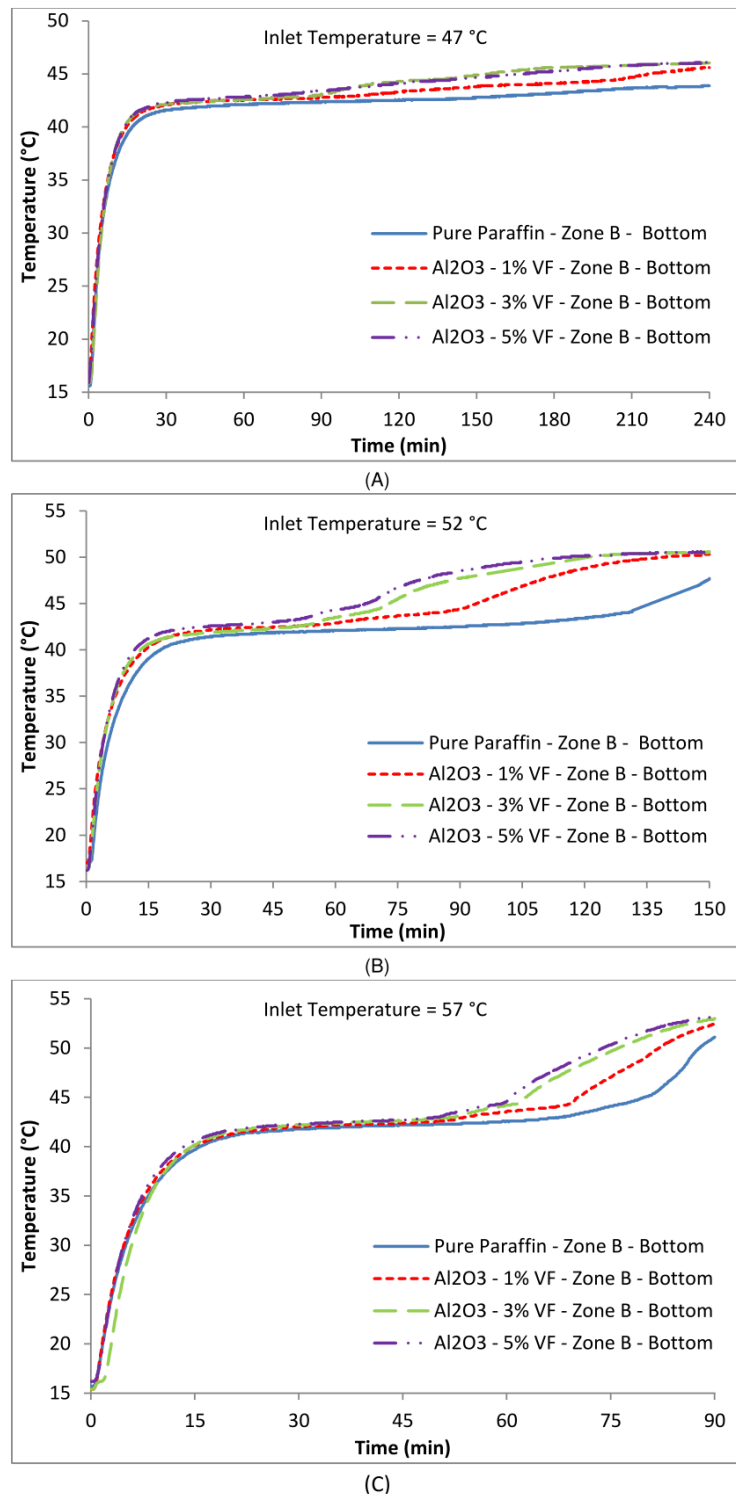 Inlet Temperature = 47 °C
Temperature (°C)
50
45
40
35
30
25
20
15
Pure Paraffin - Zone B - Bottom
Al2O3 - 1% VF - Zone B - Bottom
Al2O3 - 3% VF - Zone B - Bottom
Al2O3 - 5% VF - Zone B - Bottom
0 30 60 90 120 150 180 210 240
Time (min)
(A)
Inlet Temperature = 52 °C
Temperature (°C)
55
50
45
40
35
30
25
20
15
Pure Paraffin - Zone B - Bottom
Al2O3 - 1% VF - Zone B - Bottom
Al2O3 - 3% VF - Zone B - Bottom
Al2O3 - 5% VF - Zone B - Bottom
0 15 30 45 60 75 90 105 120 135 150
Time (min)
(B)
Inlet Temperature = 57 °C
Temperature (°C)
55
50
45
40
35
30
25
20
15
Pure Paraffin - Zone B - Bottom
Al2O3 - 1% VF - Zone B - Bottom
Al2O3 - 3% VF - Zone B - Bottom
Al2O3 - 5% VF - Zone B - Bottom
0 15 30 45 60 75 90
Time (min)
(C)